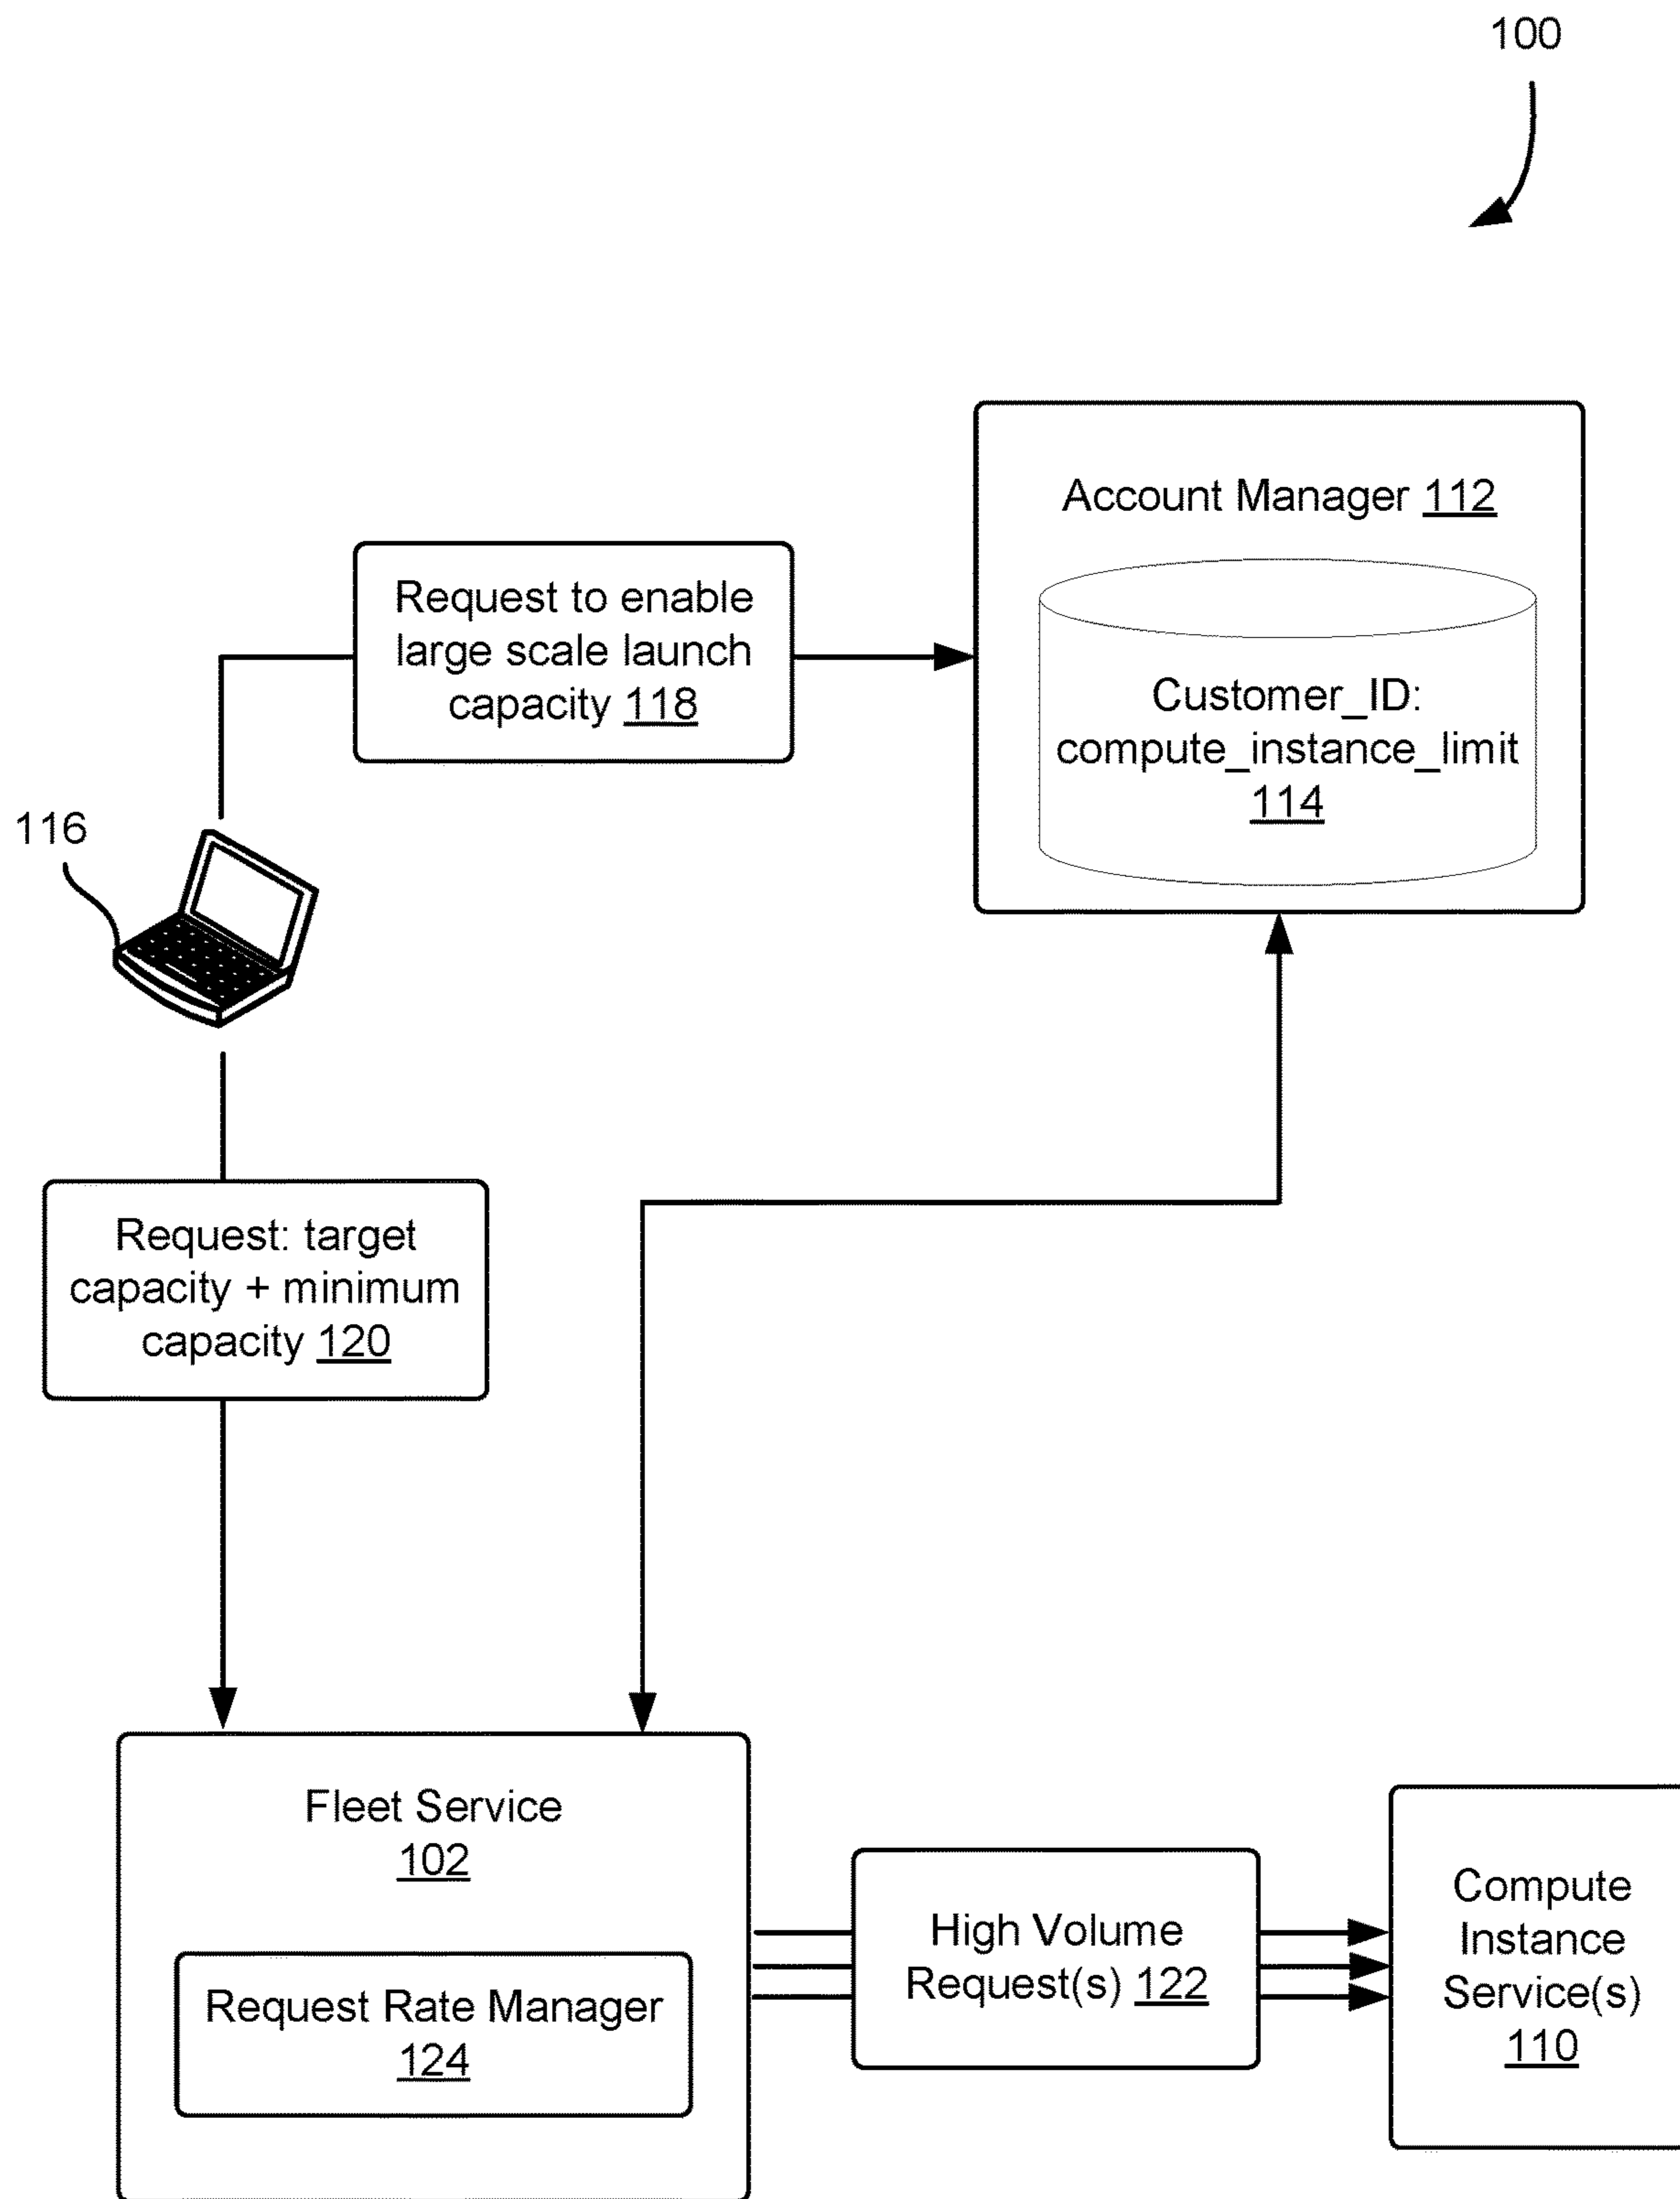 100
Account Manager 112
Request to enable
large scale launch
capacity 118
Customer_ID:
compute_instance_limit
114
116
Request: target
capacity + minimum
capacity 120
Fleet Service
102
Request Rate Manager
124
High Volume
Request(s) 122
Compute
Instance
Service(s)
110